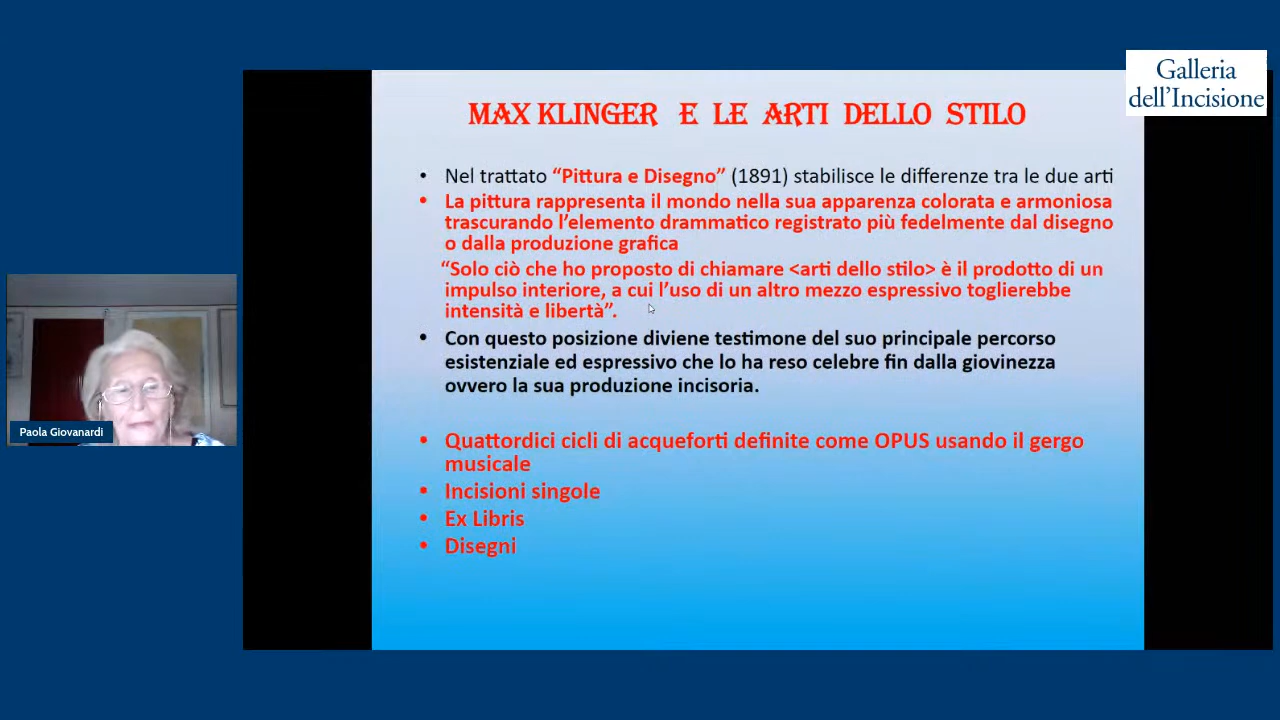 Galleria
dell'Incisione
MAX KLINGER E LE ARTI DELLO STILO
• Nel trattato “Pittura e Disegno” (1891) stabilisce le differenze tra le due arti
• La pittura rappresenta il mondo nella sua apparenza colorata e armoniosa
trascurando l’elemento drammatico registrato più fedelmente dal disegno
o dalla produzione grafica
“Solo ciò che ho proposto di chiamare <arti dello stilo> è il prodotto di un
impulso interiore, a cui l’uso di un altro mezzo espressivo toglierebbe
intensità e libertà”.
• Con questo posizione diviene testimone del suo principale percorso
esistenziale ed espressivo che lo ha reso celebre fin dalla giovinezza
ovvero la sua produzione incisoria.
• Quattordici cicli di acqueforti definite come OPUS usando il gergo
musicale
• Incisioni singole
• Ex Libris
• Disegni
Paola Giovanardi